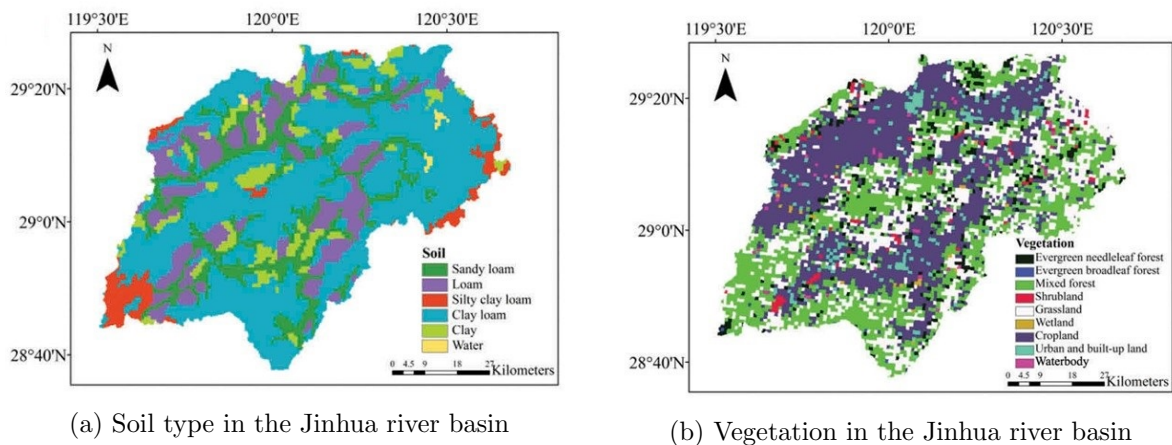 119°30'E 120°0'E 120°30'E
N
29°20'N
29°0'N
28°40'N
Soil
Sandy loam
Loam
Silty clay loam
Clay loam
Clay
Water
0 4.5 9 18 27
Kilometers
(a) Soil type in the Jinhua river basin
119°30'E 120°0'E 120°30'E
N
29°20'N
29°0'N
28°40'N
Vegetation
Evergreen needleleaf forest
Evergreen broadleaf forest
Mixed forest
Shrubland
Grassland
Wetland
Cropland
Urban and built-up land
Waterbody
0 4.5 9 18 27
Kilometers
(b) Vegetation in the Jinhua river basin